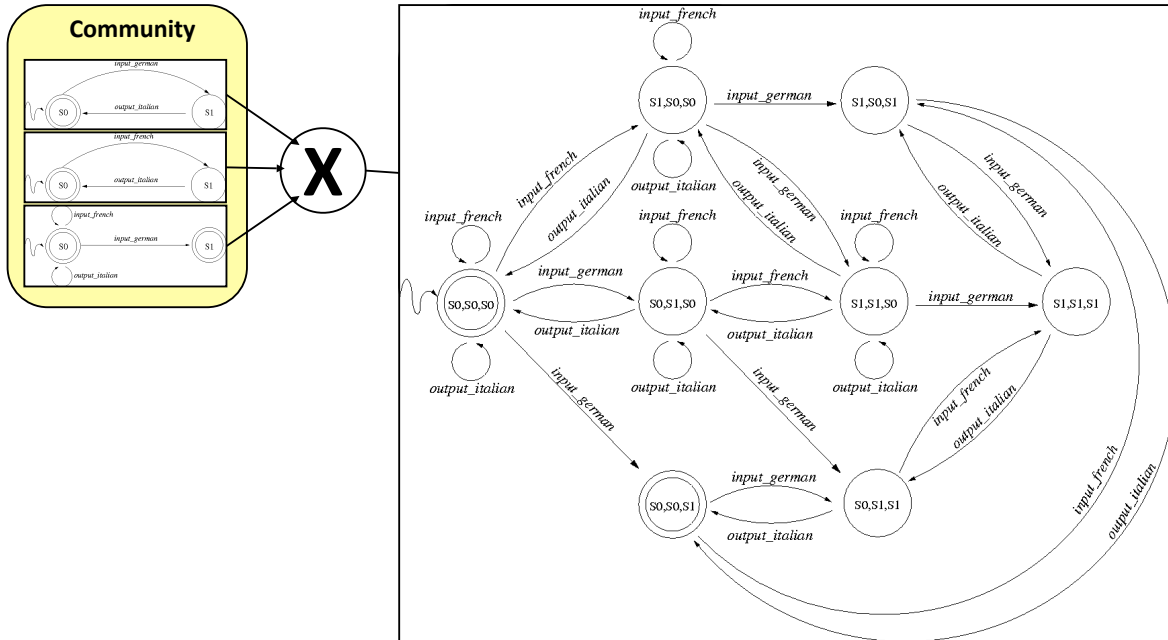 Community
input_german
S0
output_italian
S1
input_french
S0
output_italian
S1
input_french
S0
input_german
S1
output_italian
X
input_french
S1,S0,S0
input_german
S1,S0,S1
output_italian
input_french
output_italian
input_german
output_italian
input_german
output_italian
input_french
input_french
input_french
S0,S0,S0
input_german
output_italian
S0,S1,S0
input_french
output_italian
S1,S1,S0
input_german
S1,S1,S1
output_italian
output_italian
output_italian
input_german
input_german
input_french
output_italian
S0,S0,S1
input_german
output_italian
S0,S1,S1
input_french
output_italian